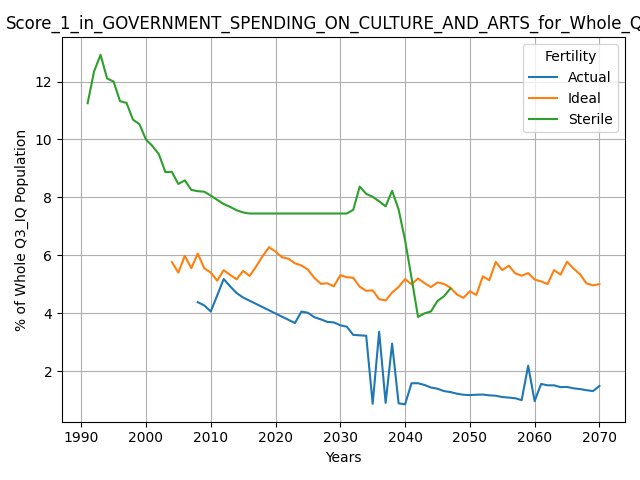 Score_1_in_GOVERNMENT_SPENDING_ON_CULTURE_AND_ARTS_for_Whole_Q
Fertility
Actual
Ideal
Sterile
% of Whole Q3_IQ Population
12
10
8
6
4
2
1990 2000 2010 2020 2030 2040 2050 2060 2070
Years